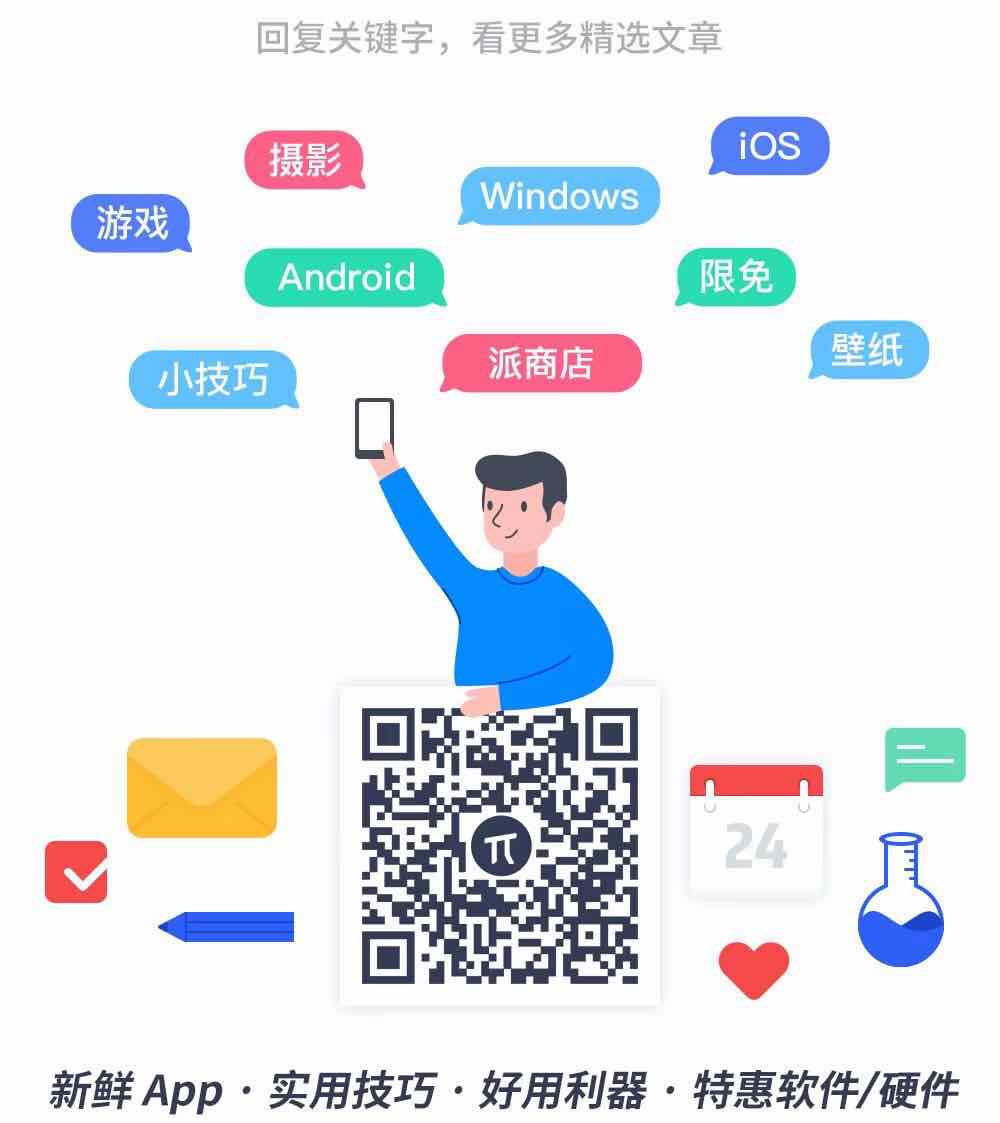 回复关键字，看更多精选文章
iOS
摄影
Windows
游戏
Android
限免
派商店
壁纸
小技巧
π
24
新鲜 App · 实用技巧 · 好用利器 · 特惠软件/硬件